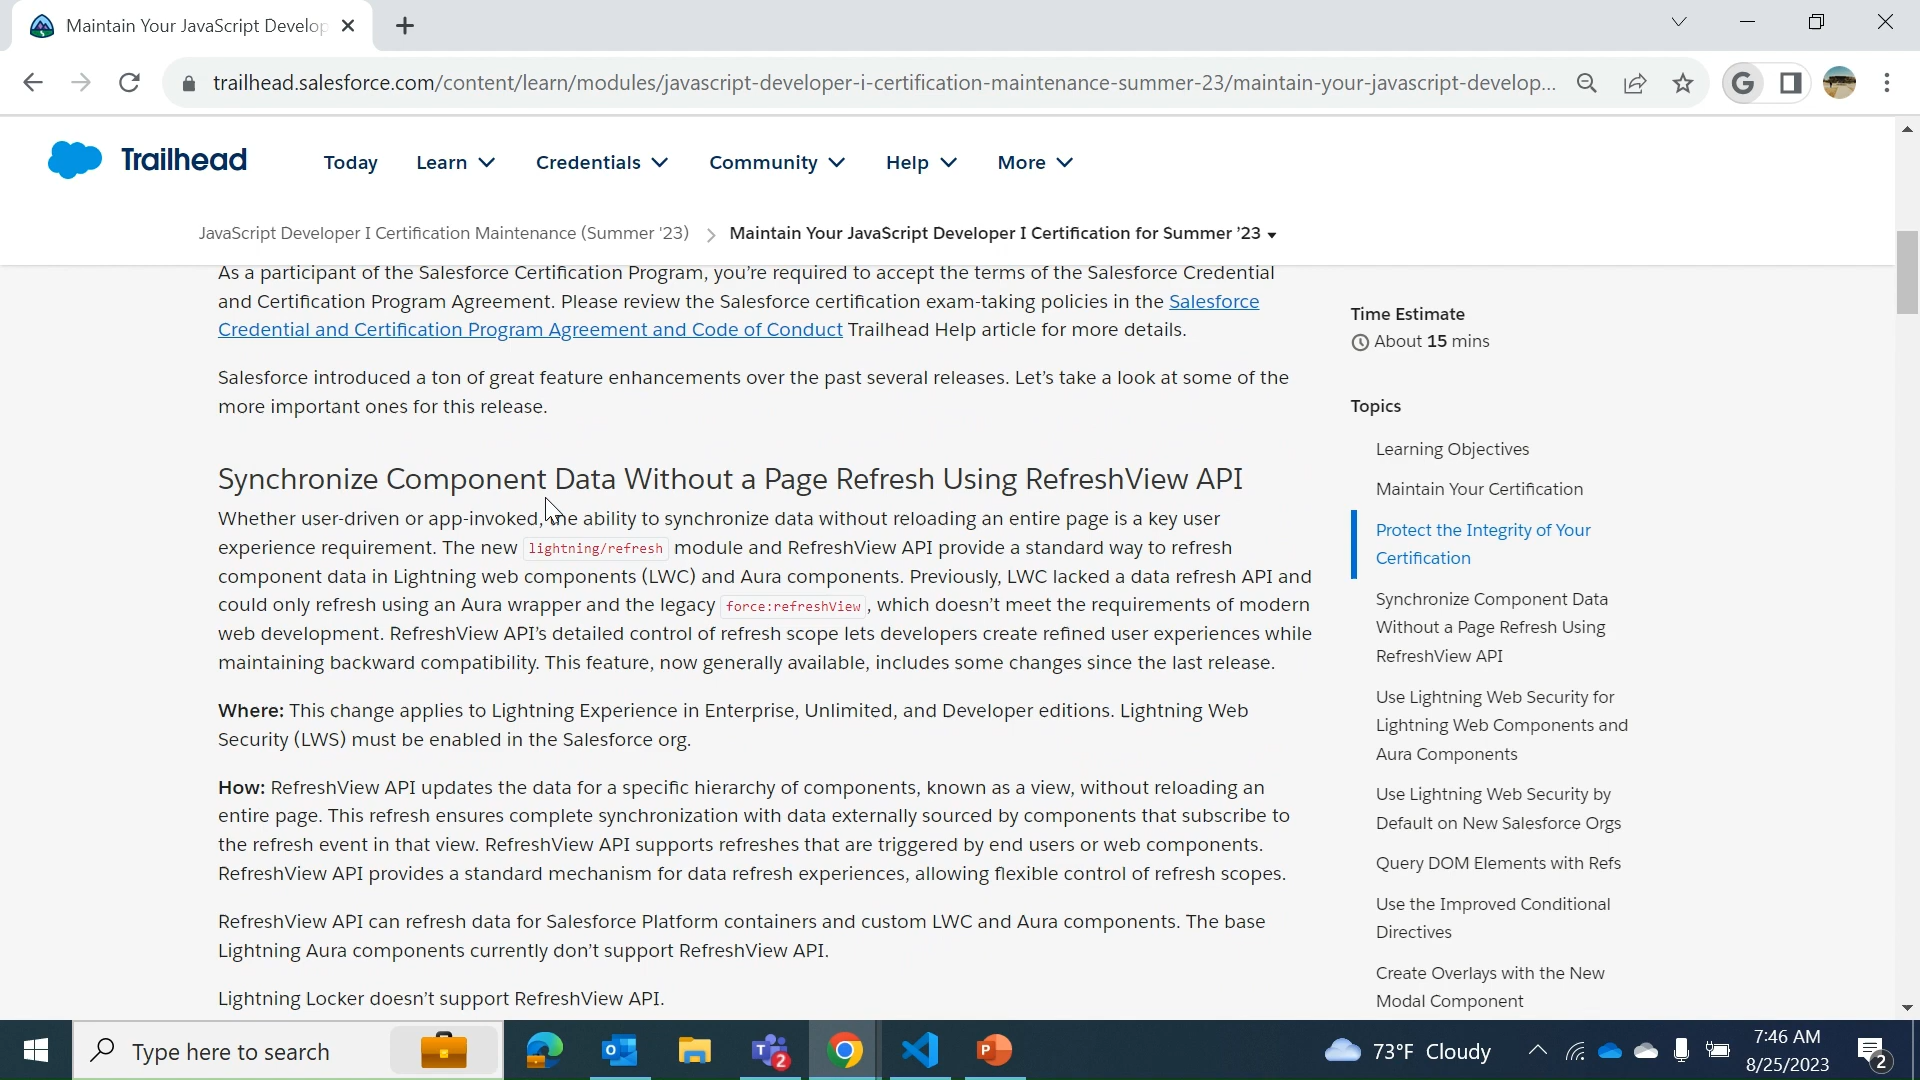 Maintain Your JavaScript Develop
trailhead.salesforce.com/content/learn/modules/javascript-developer-i-certification-maintenance-summer-23/maintain-your-javascript-develop...
G
Trailhead
Today Learn Credentials Community Help More
JavaScript Developer I Certification Maintenance (Summer '23) Maintain Your JavaScript Developer I Certification for Summer ’23
As a participant of the Salesforce Certification Program, you’re required to accept the terms of the Salesforce Credential
and Certification Program Agreement. Please review the Salesforce certification exam-taking policies in the Salesforce
Credential and Certification Program Agreement and Code of Conduct Trailhead Help article for more details.
Salesforce introduced a ton of great feature enhancements over the past several releases. Let’s take a look at some of the
more important ones for this release.
Synchronize Component Data Without a Page Refresh Using RefreshView API
Whether user-driven or app-invoked, the ability to synchronize data without reloading an entire page is a key user
experience requirement. The new lightning/refresh module and RefreshView API provide a standard way to refresh
component data in Lightning web components (LWC) and Aura components. Previously, LWC lacked a data refresh API and
could only refresh using an Aura wrapper and the legacy force:refreshView, which doesn’t meet the requirements of modern
web development. RefreshView API’s detailed control of refresh scope lets developers create refined user experiences while
maintaining backward compatibility. This feature, now generally available, includes some changes since the last release.
Where: This change applies to Lightning Experience in Enterprise, Unlimited, and Developer editions. Lightning Web
Security (LWS) must be enabled in the Salesforce org.
How: RefreshView API updates the data for a specific hierarchy of components, known as a view, without reloading an
entire page. This refresh ensures complete synchronization with data externally sourced by components that subscribe to
the refresh event in that view. RefreshView API supports refreshes that are triggered by end users or web components.
RefreshView API provides a standard mechanism for data refresh experiences, allowing flexible control of refresh scopes.
RefreshView API can refresh data for Salesforce Platform containers and custom LWC and Aura components. The base
Lightning Aura components currently don’t support RefreshView API.
Lightning Locker doesn’t support RefreshView API.
Time Estimate
About 15 mins
Topics
Learning Objectives
Maintain Your Certification
Protect the Integrity of Your
Certification
Synchronize Component Data
Without a Page Refresh Using
RefreshView API
Use Lightning Web Security for
Lightning Web Components and
Aura Components
Use Lightning Web Security by
Default on New Salesforce Orgs
Query DOM Elements with Refs
Use the Improved Conditional
Directives
Create Overlays with the New
Modal Component
Type here to search
O
T
2
P
73°F Cloudy
7:46 AM
8/25/2023
2